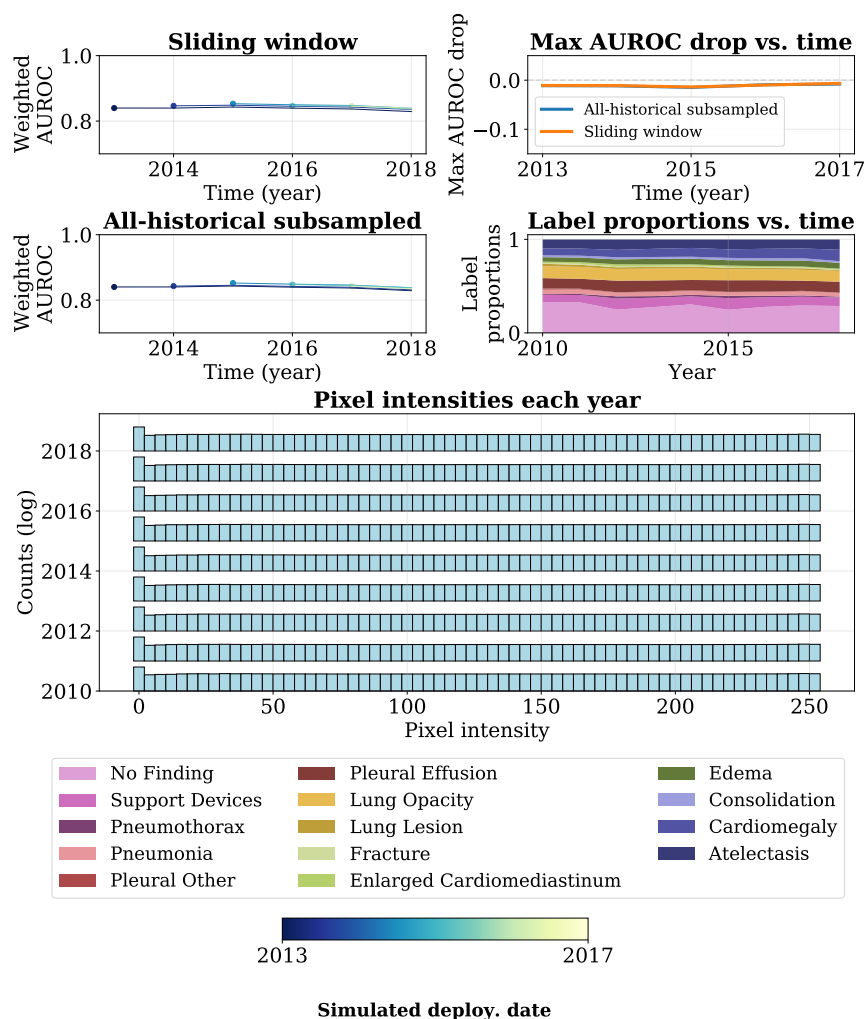 Sliding window
Weighted
AUROC
1.0
0.8
2014
2016
2018
Time (year)
Max AUROC drop vs. time
Max AUROC drop
0.0
−0.1
All-historical subsampled
Sliding window
2013
2015
2017
Time (year)
All-historical subsampled
Weighted
AUROC
1.0
0.8
2014
2016
2018
Time (year)
Label proportions vs. time
Label
proportions
1
0
2010
2015
Year
Pixel intensities each year
Counts (log)
2018
2016
2014
2012
2010
0
50
100
150
200
250
Pixel intensity
No Finding
Support Devices
Pneumothorax
Pneumonia
Pleural Other
Pleural Effusion
Lung Opacity
Lung Lesion
Fracture
Enlarged Cardiomediastinum
Edema
Consolidation
Cardiomegaly
Atelectasis
2013
2017
Simulated deploy. date